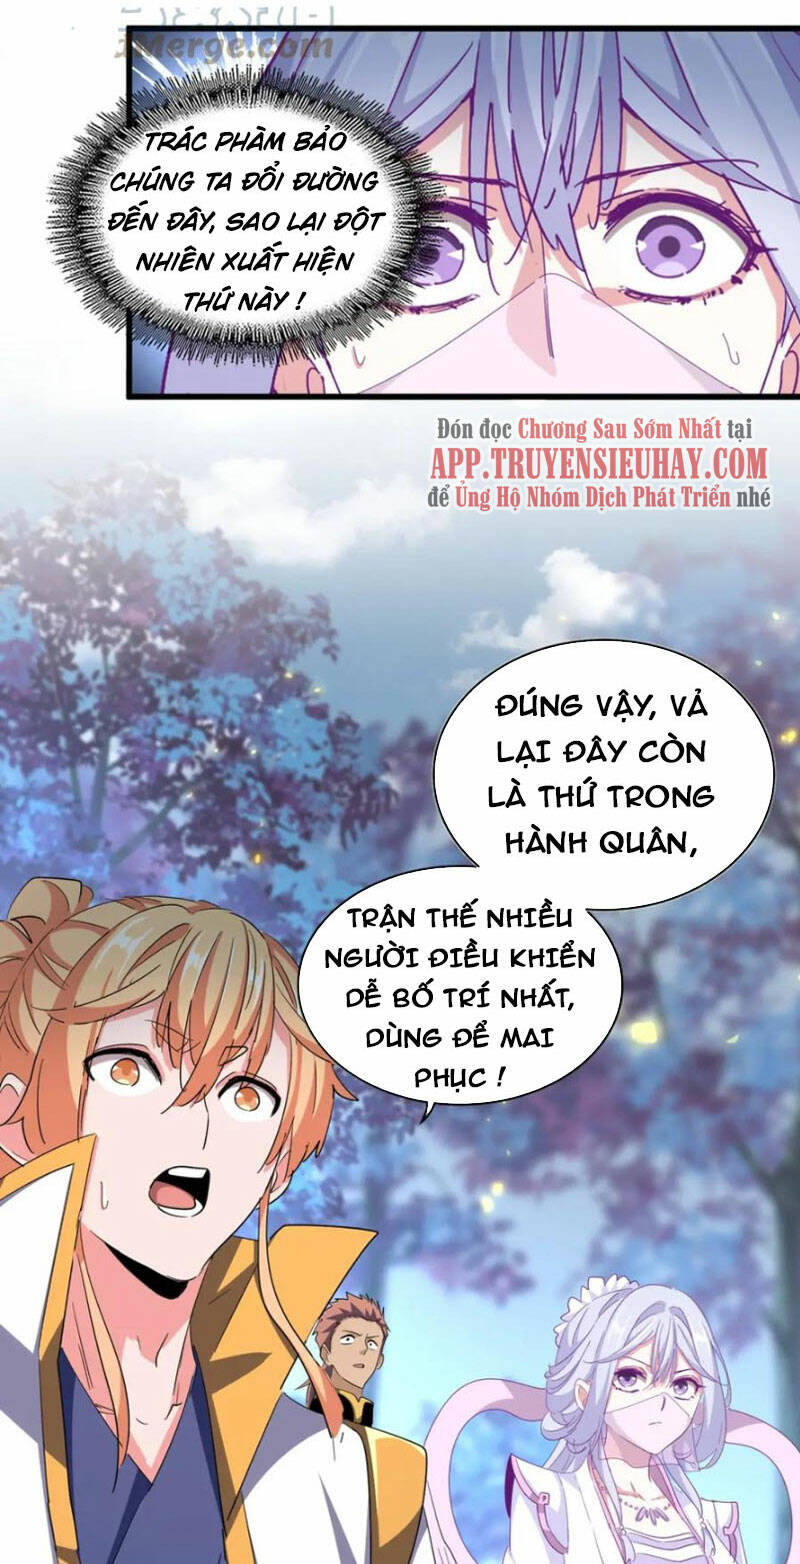 iMerge.com
TRÁC PHÀM BẢO
CHÚNG TA ĐỔI ĐƯỜNG
ĐẾN ĐÂY, SAO LẠI ĐỘT
NHIÊN XUẤT HIỆN
THỨ NÀY !
Đón đọc Chương Sau Sớm Nhất tại
APP.TRUYENSIEUHAY.COM
để Ủng Hộ Nhóm Dịch Phát Triển nhé
ĐÚNG VẬY, VẢ
LẠI ĐÂY CÒN
LÀ THỨ TRONG
HÀNH QUÂN,
TRẬN THẾ NHIỀU
NGƯỜI ĐIỀU KHIỂN
DỄ BỐ TRÍ NHẤT,
DÙNG ĐỂ MAI
PHỤC !